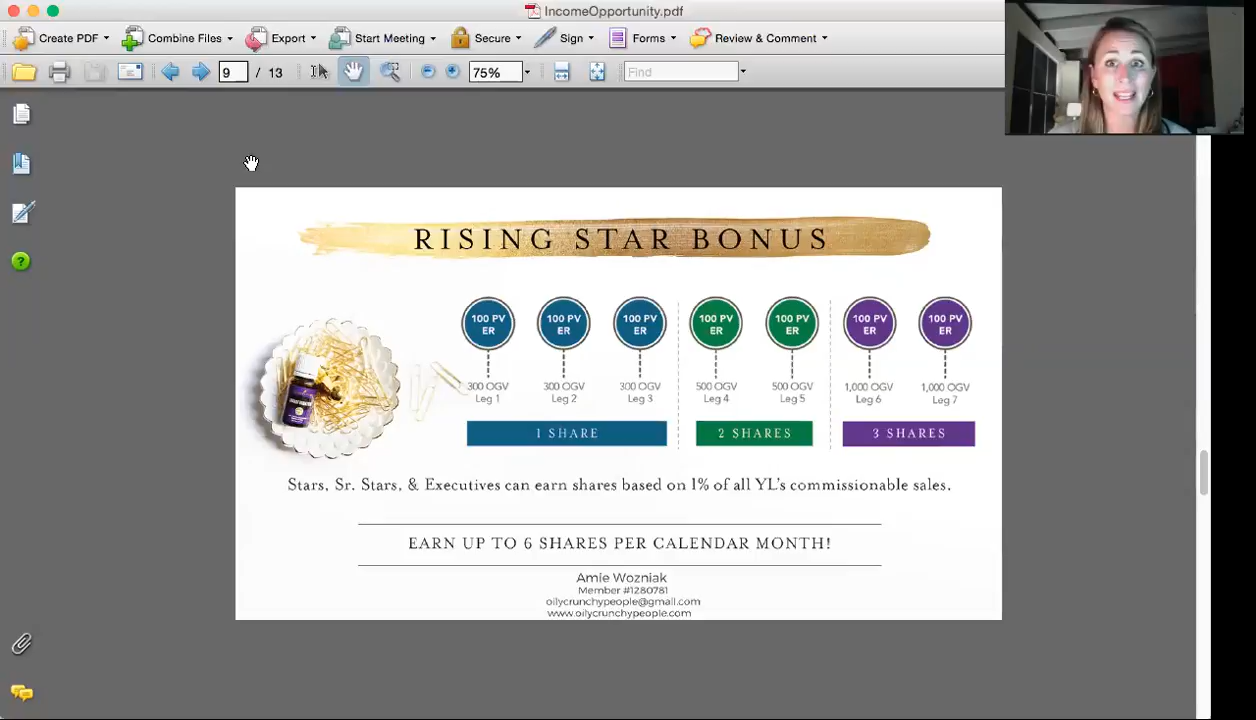 IncomeOpportunity.pdf
Create PDF Combine Files Export Start Meeting Secure Sign Forms Review & Comment
9 / 13 75% Find
RISING STAR BONUS
100 PV 100 PV 100 PV 100 PV 100 PV 100 PV 100 PV
ER ER ER ER ER ER ER
300 OGV 300 OGV 300 OGV 500 OGV 500 OGV 1,000 OGV 1,000 OGV
Leg 1 Leg 2 Leg 3 Leg 4 Leg 5 Leg 6 Leg 7
1 SHARE 2 SHARES 3 SHARES
Stars, Sr. Stars, & Executives can earn shares based on 1% of all YL's commissionable sales.
EARN UP TO 6 SHARES PER CALENDAR MONTH!
Amie Wozniak
Member #1280781
oilycrunchypeople@gmail.com
www.oilycrunchypeople.com